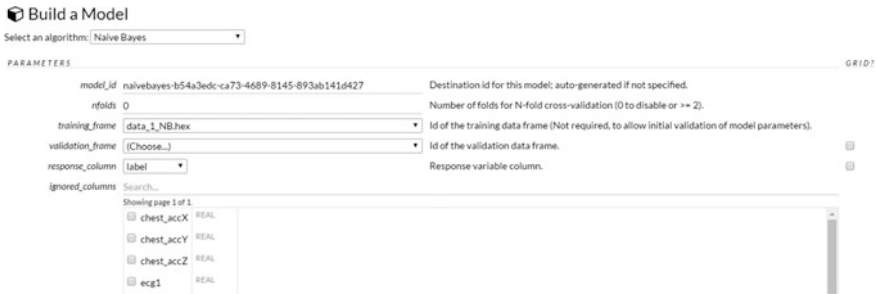 Build a Model
Select an algorithm: Naive Bayes
PARAMETERS GRID?
model_id naivebayes-b54a3edc-ca73-4689-8145-893ab141d427 Destination id for this model; auto-generated if not specified.
nfolds 0 Number of folds for N-fold cross-validation (0 to disable or >= 2).
training_frame data_1_NB.hex Id of the training data frame (Not required, to allow initial validation of model parameters).
validation_frame (Choose...) Id of the validation data frame.
response_column label Response variable column.
ignored_columns Search...
Showing page 1 of 1.
chest_accX REAL
chest_accY REAL
chest_accZ REAL
ecg1 REAL